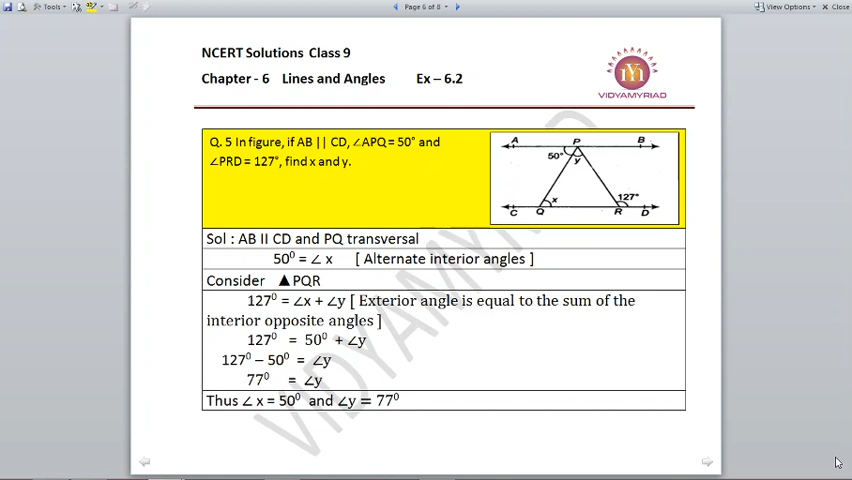 Tools
Page 6 of 8
View Options
Close
NCERT Solutions Class 9
Chapter - 6 Lines and Angles Ex – 6.2
VIDYAMYRIAD
Q. 5 In figure, if AB || CD, ∠APQ = 50° and
∠PRD = 127°, find x and y.
A P B
50° y
x 127°
C Q R D
Sol : AB II CD and PQ transversal
50⁰ = ∠ x [ Alternate interior angles ]
Consider ▲PQR
127⁰ = ∠x + ∠y [ Exterior angle is equal to the sum of the
interior opposite angles ]
127⁰ = 50⁰ + ∠y
127⁰ – 50⁰ = ∠y
77⁰ = ∠y
Thus ∠ x = 50⁰ and ∠y = 77⁰
VIDYAMYRIAD